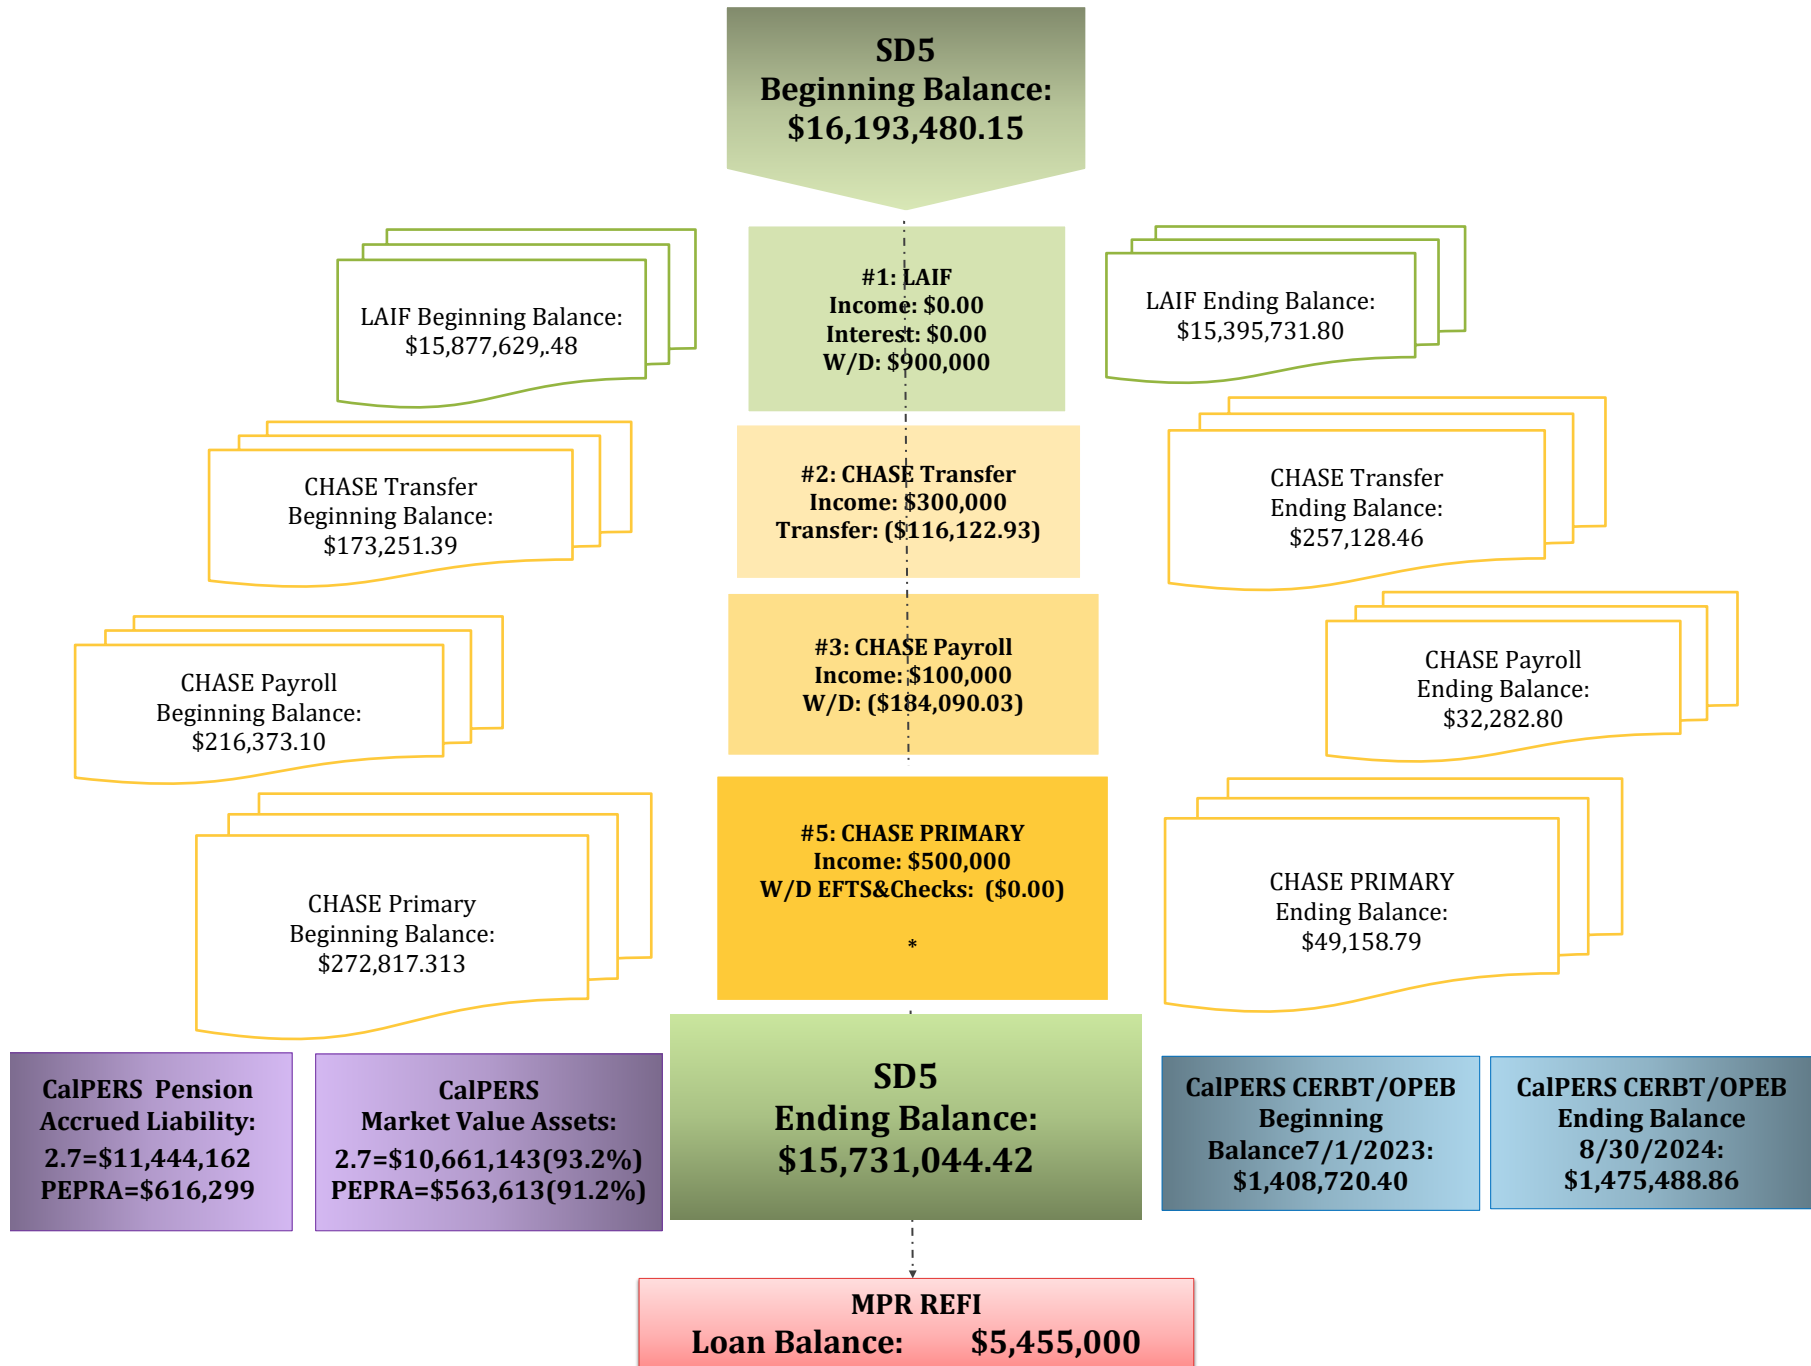 SD5
Beginning Balance:
$16,193,480.15
LAIF Beginning Balance:
$15,877,629,.48
#1: LAIF
Income: $0.00
Interest: $0.00
W/D: $900,000
LAIF Ending Balance:
$15,395,731.80
CHASE Transfer
Beginning Balance:
$173,251.39
#2: CHASE Transfer
Income: $300,000
Transfer: ($116,122.93)
CHASE Transfer
Ending Balance:
$257,128.46
CHASE Payroll
Beginning Balance:
$216,373.10
#3: CHASE Payroll
Income: $100,000
W/D: ($184,090.03)
CHASE Payroll
Ending Balance:
$32,282.80
CHASE Primary
Beginning Balance:
$272,817.313
#5: CHASE PRIMARY
Income: $500,000
W/D EFTS&Checks:  ($0.00)
*
CHASE PRIMARY
Ending Balance:
$49,158.79
CalPERS  Pension
Accrued Liability:
2.7=$11,444,162
PEPRA=$616,299
CalPERS
Market Value Assets:
2.7=$10,661,143(93.2%)
PEPRA=$563,613(91.2%)
SD5
Ending Balance:
$15,731,044.42
CalPERS CERBT/OPEB
Beginning
Balance7/1/2023:
$1,408,720.40
CalPERS CERBT/OPEB
Ending Balance
8/30/2024:
$1,475,488.86
MPR REFI
Loan Balance:      $5,455,000